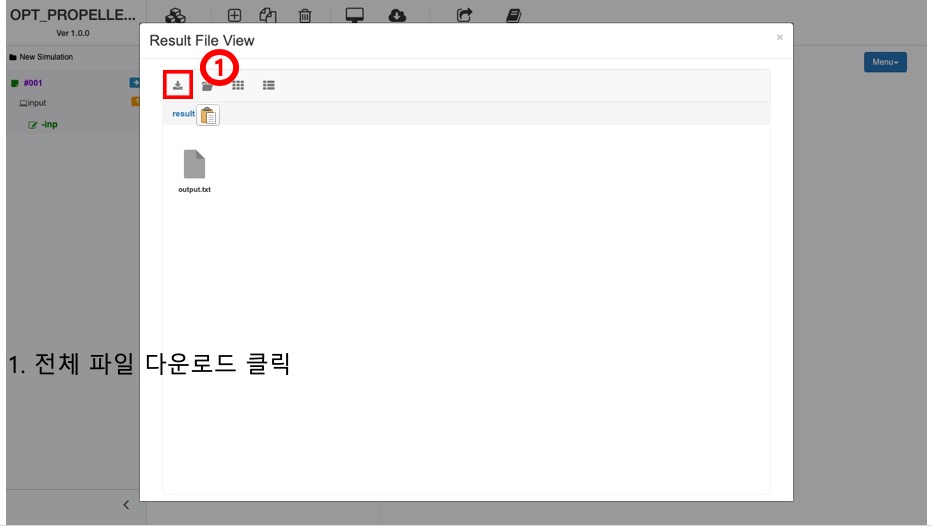 OPT_PROPELLE...
Ver 1.0.0
New Simulation
#001
input
-inp
Result File View
×
1
result
output.txt
Menu
1. 전체 파일 다운로드 클릭